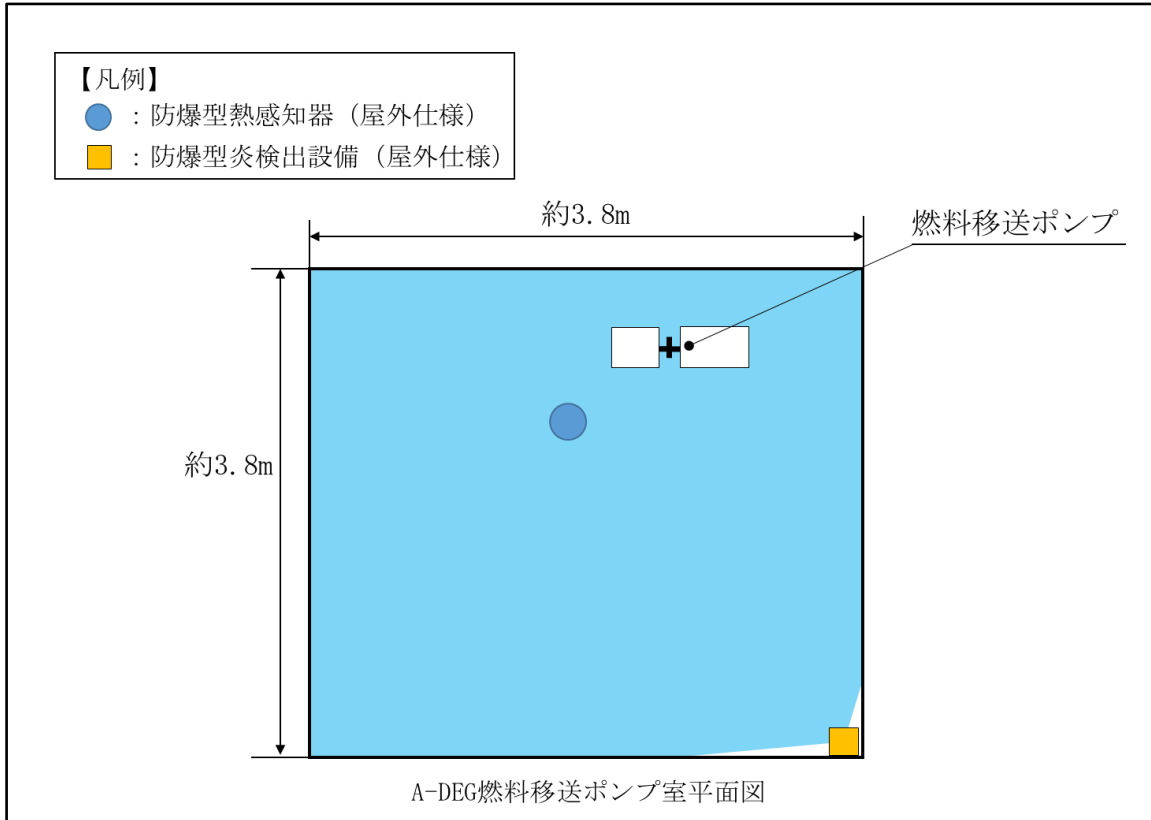 【凡例】
：防爆型熱感知器（屋外仕様）
：防爆型炎検出設備（屋外仕様）
約3.8m
燃料移送ポンプ
約3.8m
A-DEG燃料移送ポンプ室平面図